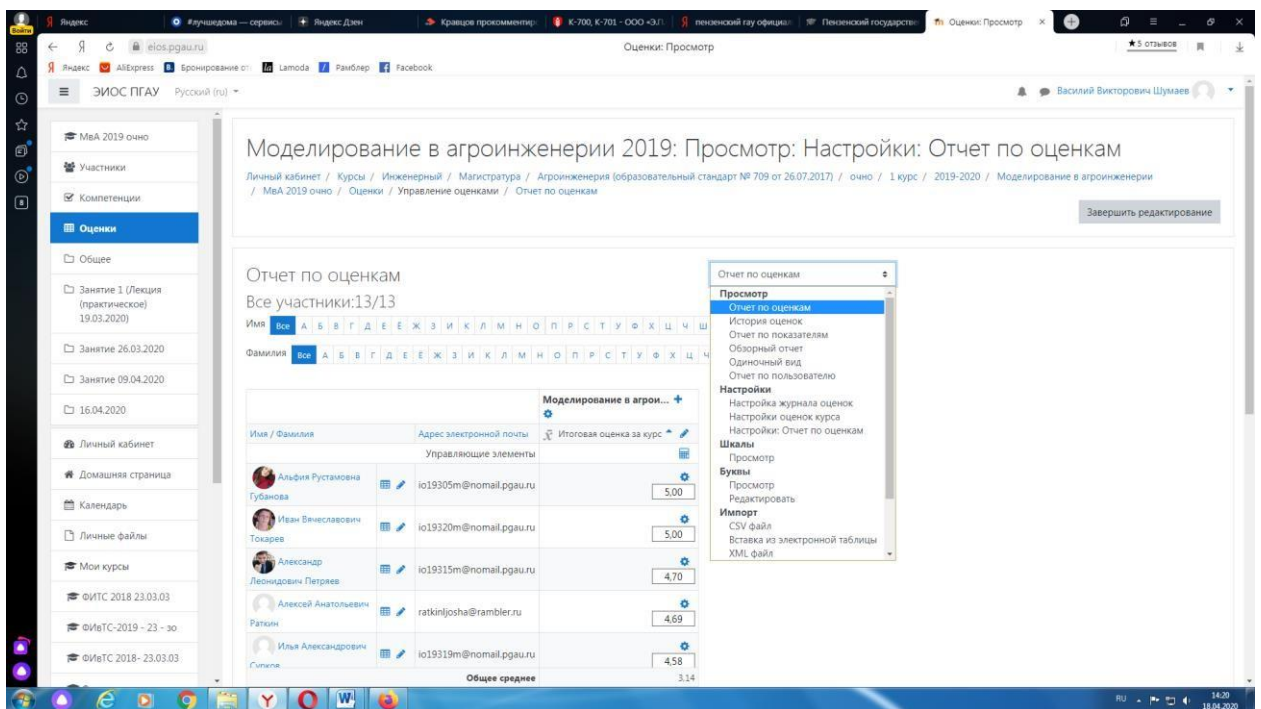 Войти
Яндекс
#лучшедома — сервисы
Яндекс Дзен
Кравцов прокомментир
К-700, К-701 - ООО «З.Г
пензенский гау официал
Пензенский государстве
Оценки: Просмотр
elos.pgau.ru
Оценки: Просмотр
★5 отзывов
Яндекс
AliExpress
Бронирование от
Lamoda
Рамблер
Facebook
ЭИОС ПГАУ
Русский (ru)
Василий Викторович Шумаев
МвА 2019 очно
Участники
Компетенции
Оценки
Общее
Занятие 1 (Лекция
(практическое)
19.03.2020)
Занятие 26.03.2020
Занятие 09.04.2020
16.04.2020
Личный кабинет
Домашняя страница
Календарь
Личные файлы
Мои курсы
ФИТС 2018 23.03.03
ФИвТС-2019 - 23 - зо
ФИвТС 2018- 23.03.03
Моделирование в агроинженерии 2019: Просмотр: Настройки: Отчет по оценкам
Личный кабинет / Курсы / Инженерный / Магистратура / Агроинженерия (образовательный стандарт № 709 от 26.07.2017) / очно / 1 курс / 2019-2020 / Моделирование в агроинженерии
/ МвА 2019 очно / Оценки / Управление оценками / Отчет по оценкам
Завершить редактирование
Отчет по оценкам
Все участники:13/13
Имя Все А Б В Г Д Е Ё Ж З И К Л М Н О П Р С Т У Ф Х Ц Ч Ш
Фамилия Все А Б В Г Д Е Ё Ж З И К Л М Н О П Р С Т У Ф Х Ц Ч
Отчет по оценкам
Просмотр
Отчет по оценкам
История оценок
Отчет по показателям
Обзорный отчет
Одиночный вид
Отчет по пользователю
Настройки
Настройка журнала оценок
Настройки оценок курса
Настройки: Отчет по оценкам
Шкалы
Просмотр
Буквы
Просмотр
Редактировать
Импорт
CSV файл
Вставка из электронной таблицы
XML файл
Моделирование в агрои...
Имя / Фамилия
Адрес электронной почты
x̄ Итоговая оценка за курс
Управляющие элементы
Альфия Рустамовна
Губанова
io19305m@nomail.pgau.ru
5,00
Иван Вячеславович
Токарев
io19320m@nomail.pgau.ru
5,00
Александр
Леонидович Петряев
io19315m@nomail.pgau.ru
4,70
Алексей Анатольевич
Раткин
ratkinljosha@rambler.ru
4,69
Илья Александрович
Сурков
io19319m@nomail.pgau.ru
4,58
Общее среднее
3.14
RU
14:20
18.04.2020